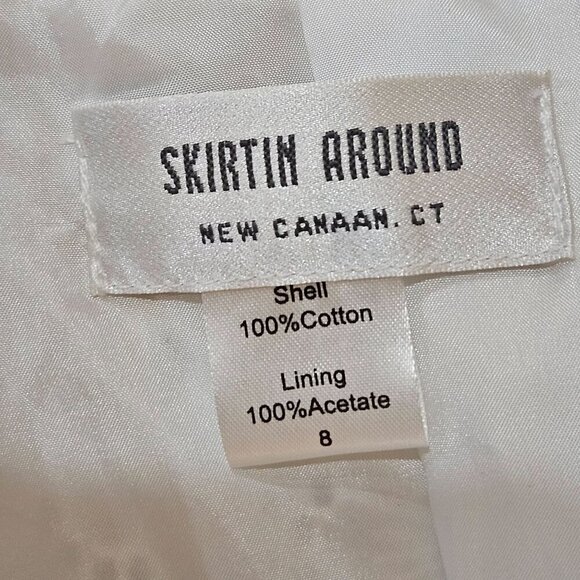 SKIRTIN AROUND
NEW CANAAN. CT
Shell
100%Cotton
Lining
100%Acetate
8